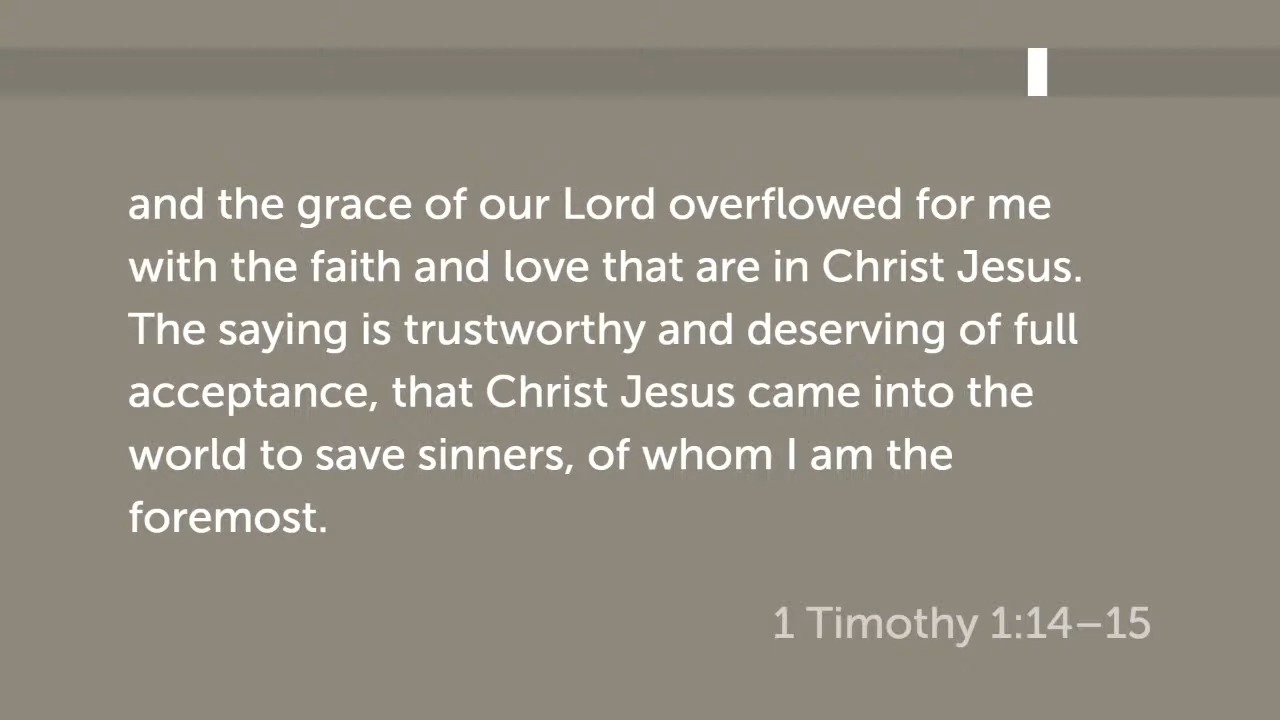 and the grace of our Lord overflowed for me
with the faith and love that are in Christ Jesus.
The saying is trustworthy and deserving of full
acceptance, that Christ Jesus came into the
world to save sinners, of whom I am the
foremost.
1 Timothy 1:14–15